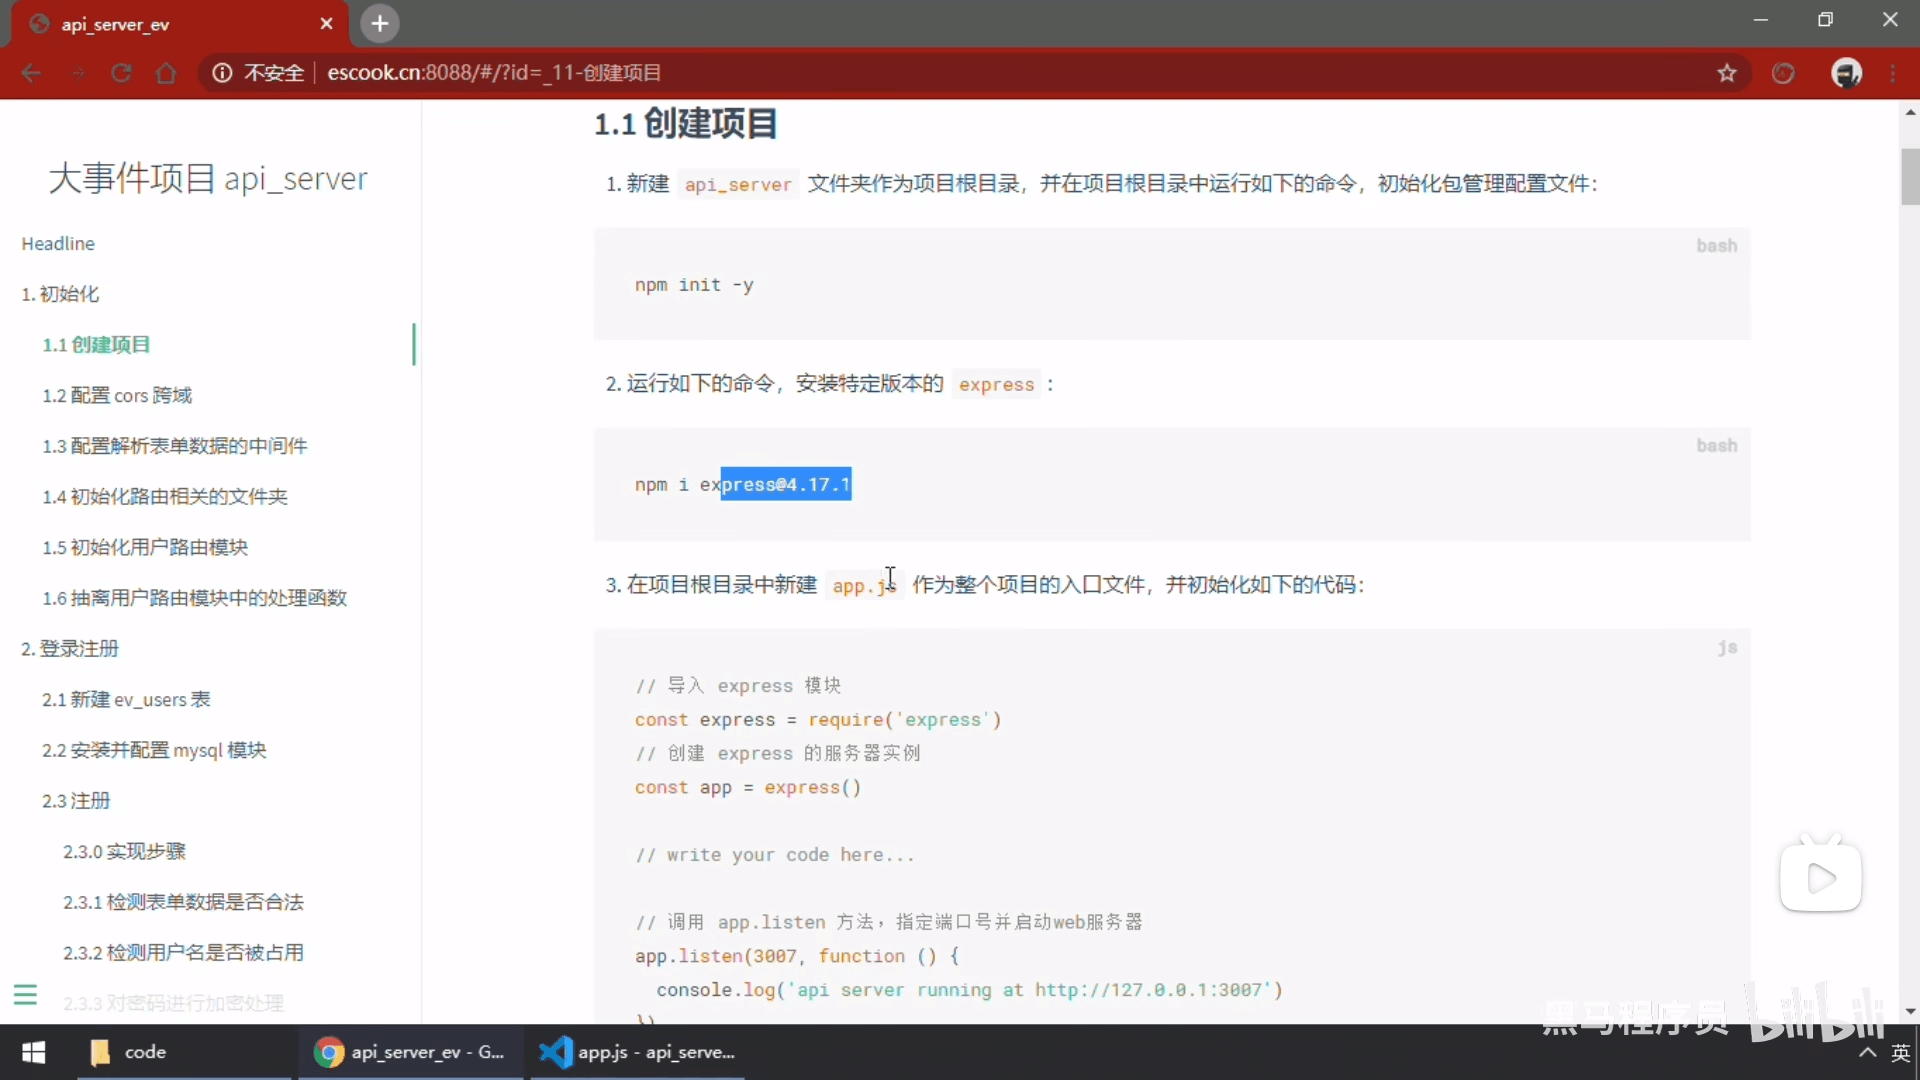 api_server_ev
不安全
escook.cn:8088/#/?id=_11-创建项目
大事件项目 api_server
Headline
1. 初始化
1.1 创建项目
1.2 配置 cors 跨域
1.3 配置解析表单数据的中间件
1.4 初始化路由相关的文件夹
1.5 初始化用户路由模块
1.6 抽离用户路由模块中的处理函数
2. 登录注册
2.1 新建 ev_users 表
2.2 安装并配置 mysql 模块
2.3 注册
2.3.0 实现步骤
2.3.1 检测表单数据是否合法
2.3.2 检测用户名是否被占用
2.3.3 对密码进行加密处理
1.1 创建项目
1. 新建 api_server 文件夹作为项目根目录，并在项目根目录中运行如下的命令，初始化包管理配置文件：
bash
npm init -y
2. 运行如下的命令，安装特定版本的 express ：
bash
npm i express@4.17.1
3. 在项目根目录中新建 app.js 作为整个项目的入口文件，并初始化如下的代码：
js
// 导入 express 模块
const express = require('express')
// 创建 express 的服务器实例
const app = express()
// write your code here...
// 调用 app.listen 方法，指定端口号并启动web服务器
app.listen(3007, function () {
console.log('api server running at http://127.0.0.1:3007')
})
黑马程序员 bilibili
code
api_server_ev - G...
app.js - api_serve...
英